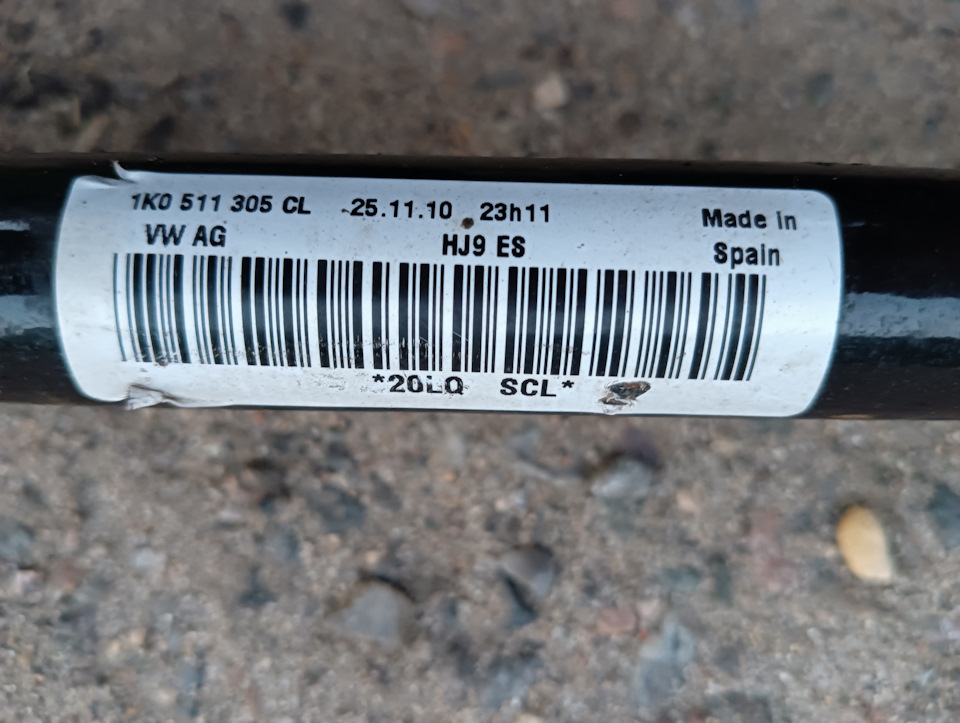 1K0 511 305 CL 25.11.10 23h11 Made in
VW AG HJ9 ES Spain
*20LQ SCL*